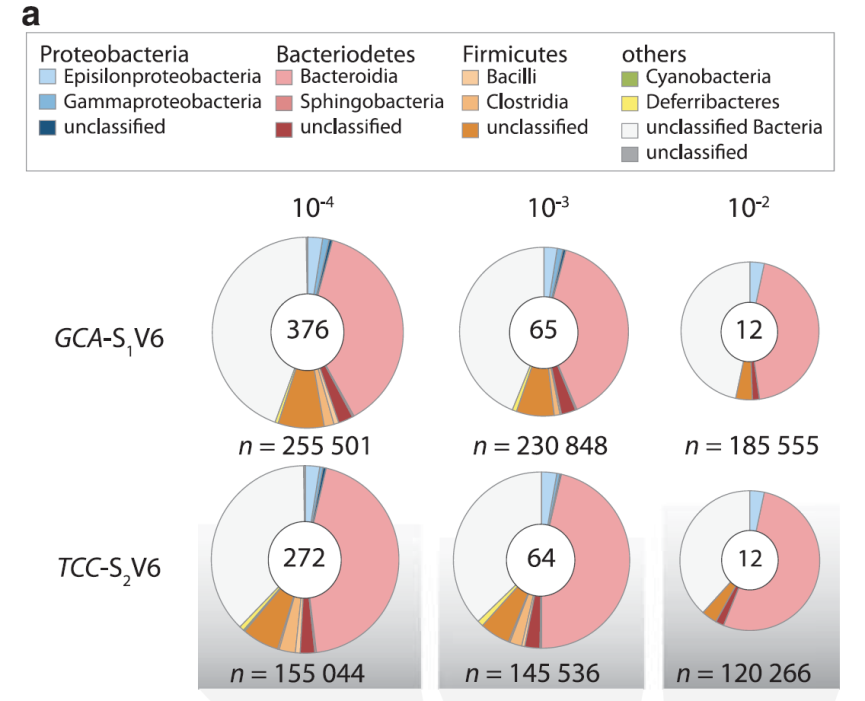 a
Proteobacteria Bacteriodetes Firmicutes others
Episilonproteobacteria Bacteroidia Bacilli Cyanobacteria
Gammaproteobacteria Sphingobacteria Clostridia Deferribacteres
unclassified unclassified unclassified unclassified Bacteria
unclassified
10⁻⁴ 10⁻³ 10⁻²
GCA-S₁V6 376 65 12
n = 255 501 n = 230 848 n = 185 555
TCC-S₂V6 272 64 12
n = 155 044 n = 145 536 n = 120 266